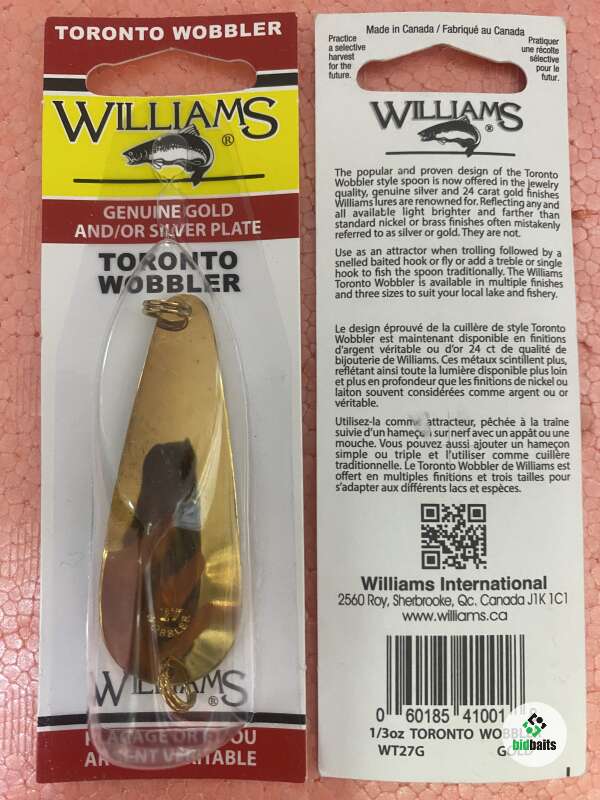 TORONTO WOBBLER
WILLIAMS
®
GENUINE GOLD
AND/OR SILVER PLATE
TORONTO
WOBBLER
WOBBLER
WILLIAMS
®
PLAQAGE OR ET/OU
ARGENT VÉRITABLE
Made in Canada / Fabriqué au Canada
Practice
a selective
harvest
for the
future.
Pratiquer
une récolte
sélective
pour le
futur.
WILLIAMS
®
The popular and proven design of the Toronto
Wobbler style spoon is now offered in the jewelry
quality, genuine silver and 24 carat gold finishes
Williams lures are renowned for. Reflecting any and
all available light brighter and farther than
standard nickel or brass finishes often mistakenly
referred to as silver or gold. They are not.
Use as an attractor when trolling followed by a
snelled baited hook or fly or add a treble or single
hook to fish the spoon traditionally. The Williams
Toronto Wobbler is available in multiple finishes
and three sizes to suit your local lake and fishery.
Le design éprouvé de la cuillère de style Toronto
Wobbler est maintenant disponible en finitions
d'argent véritable ou d'or 24 ct de qualité de
bijouterie de Williams. Ces métaux scintillent plus,
reflétant ainsi toute la lumière disponible plus loin
et plus en profondeur que les finitions de nickel ou
laiton souvent considérées comme argent ou or
véritable.
Utilisez-la comme attracteur, pêchée à la traîne
suivie d'un hameçon sur nerf avec un appât ou une
mouche. Vous pouvez aussi ajouter un hameçon
simple ou triple et l'utiliser comme cuillère
traditionnelle. Le Toronto Wobbler de Williams est
offert en multiples finitions et trois tailles pour
s'adapter aux différents lacs et espèces.
Williams International
2560 Roy, Sherbrooke, Qc. Canada J1K 1C1
www.williams.ca
0 60185 41001
1/3oz TORONTO WOBBLER
WT27G GOLD
bidbaits